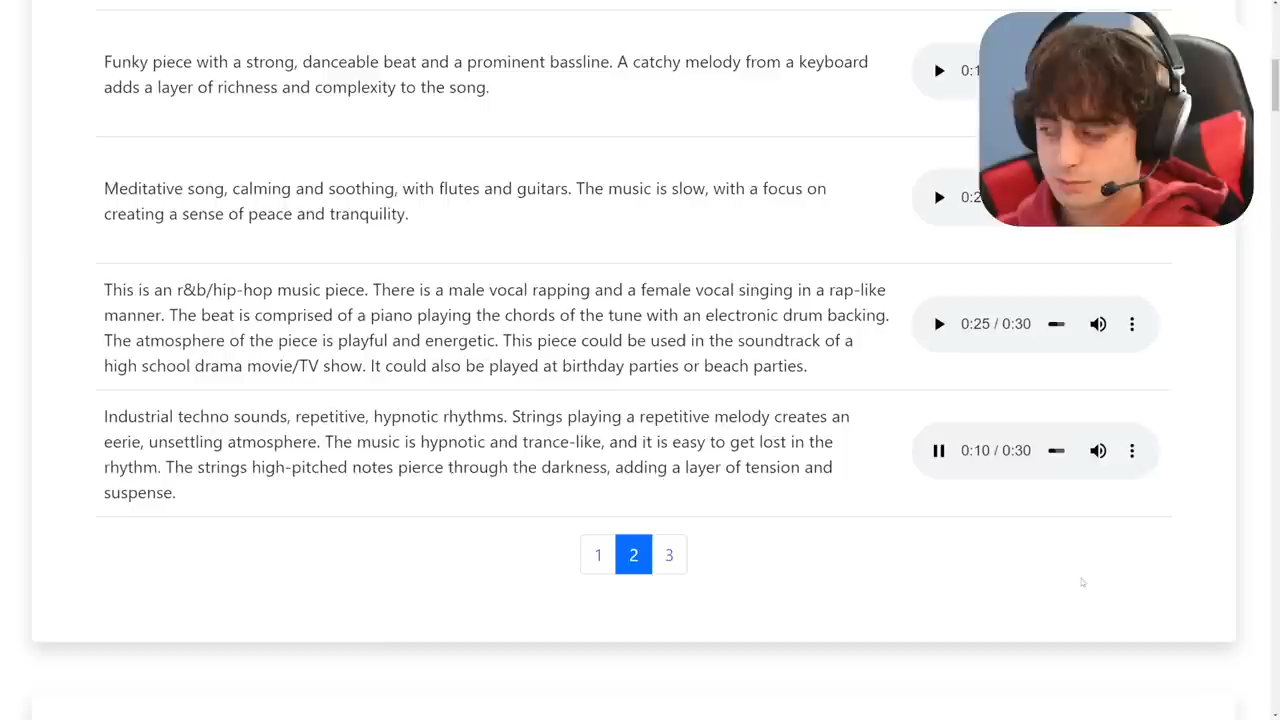 Funky piece with a strong, danceable beat and a prominent bassline. A catchy melody from a keyboard
adds a layer of richness and complexity to the song.
Meditative song, calming and soothing, with flutes and guitars. The music is slow, with a focus on
creating a sense of peace and tranquility.
This is an r&b/hip-hop music piece. There is a male vocal rapping and a female vocal singing in a rap-like
manner. The beat is comprised of a piano playing the chords of the tune with an electronic drum backing.
The atmosphere of the piece is playful and energetic. This piece could be used in the soundtrack of a
high school drama movie/TV show. It could also be played at birthday parties or beach parties.
0:25 / 0:30
Industrial techno sounds, repetitive, hypnotic rhythms. Strings playing a repetitive melody creates an
eerie, unsettling atmosphere. The music is hypnotic and trance-like, and it is easy to get lost in the
rhythm. The strings high-pitched notes pierce through the darkness, adding a layer of tension and
suspense.
0:10 / 0:30
1 2 3